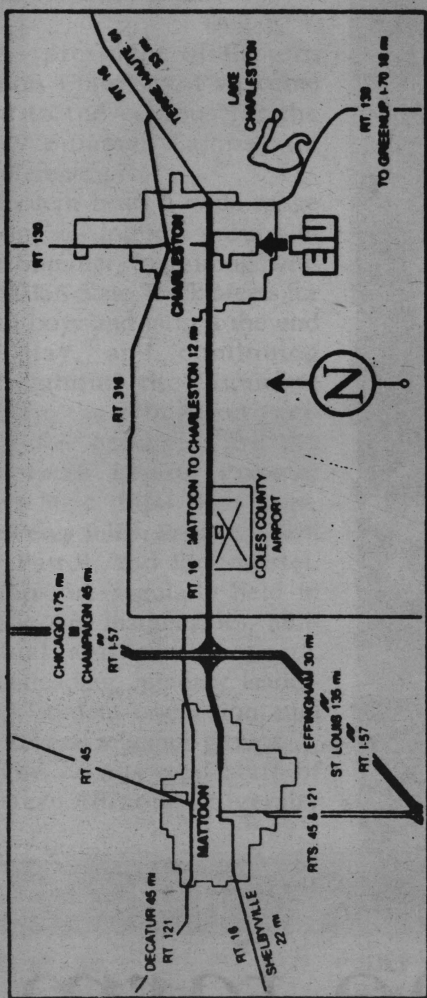 DECATUR 45 mi
RT 121
RT 45
MATTOON
RT 16
SHELBYVILLE
22 mi
RTS. 45 & 121
CHICAGO 175 mi
CHAMPAIGN 45 mi
RT I-57
EFFINGHAM 30 mi.
ST LOUIS 135 mi
RT I-57
RT 316
RT 16 MATTOON TO CHARLESTON 12 mi
COLES COUNTY
AIRPORT
N
RT 130
CHARLESTON
EIU
RT 16
TERRE HAUTE IN
53 mi
LAKE
CHARLESTON
RT. 130
TO GREENUP, I-70 18 mi